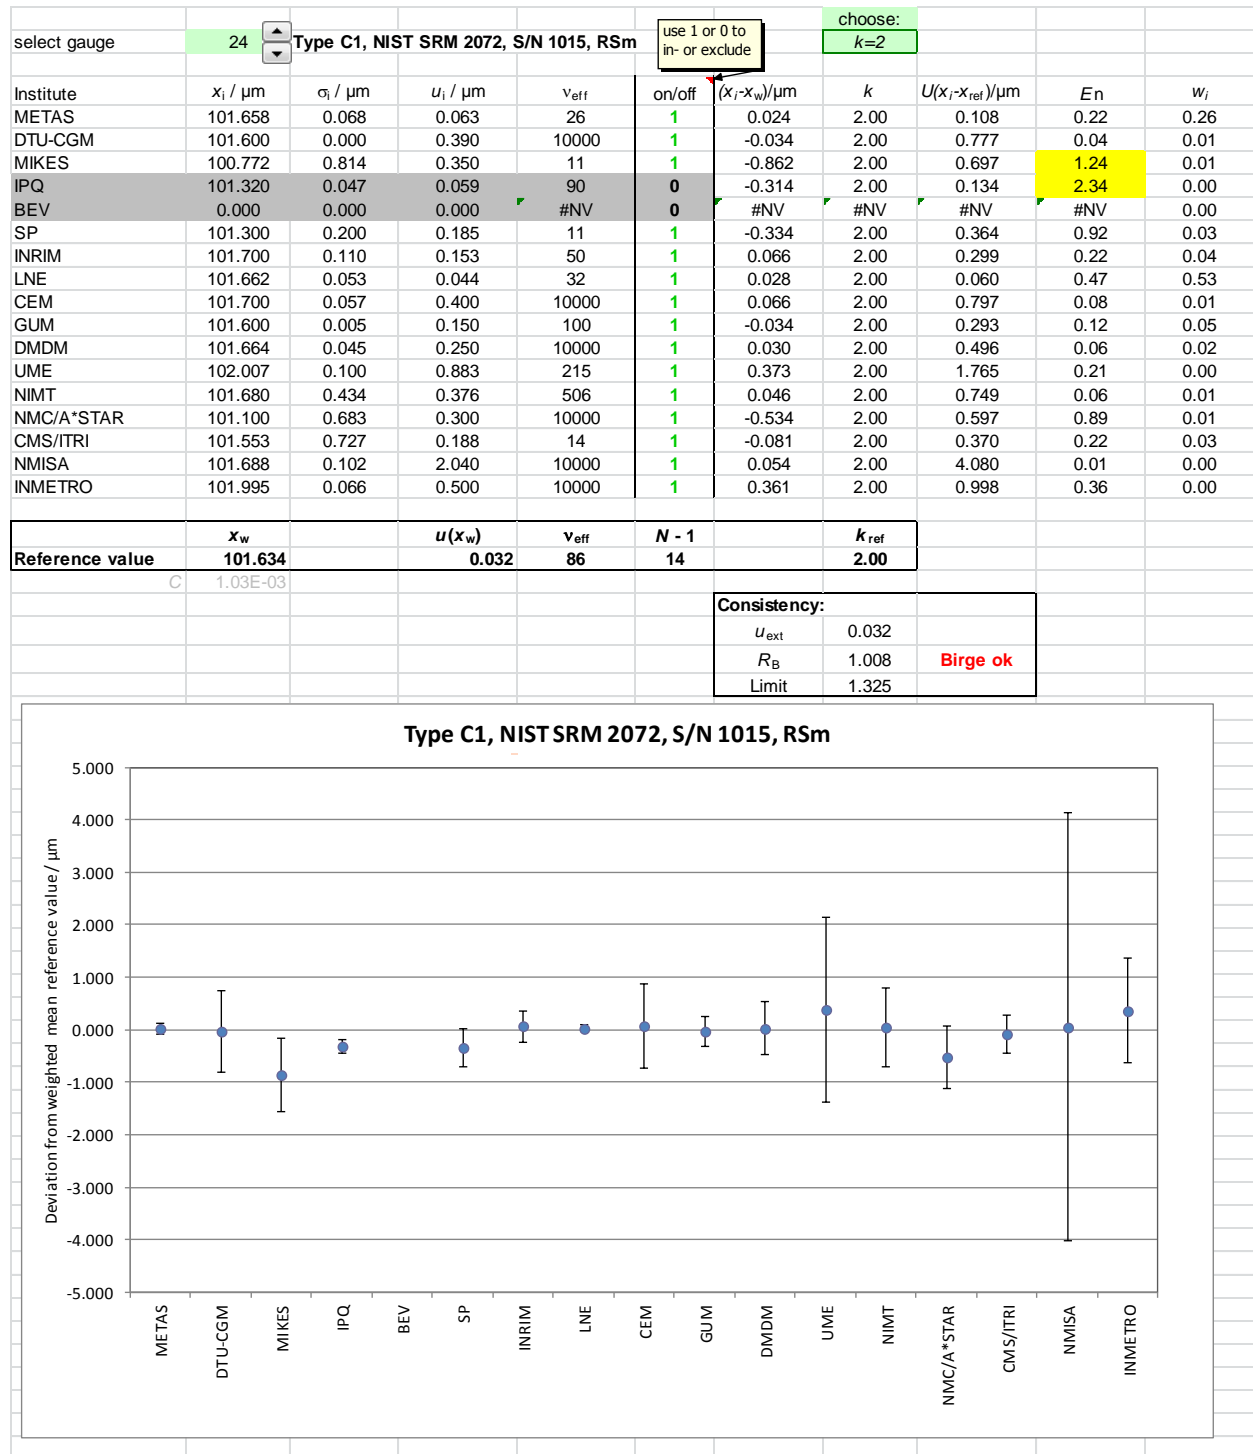 choose:
select gauge 24 Type C1, NIST SRM 2072, S/N 1015, RSm use 1 or 0 to in- or exclude k=2
Institute xi / µm σi / µm ui / µm νeff on/off (xi-xw)/µm k U(xi-xref)/µm En wi
METAS 101.658 0.068 0.063 26 1 0.024 2.00 0.108 0.22 0.26
DTU-CGM 101.600 0.000 0.390 10000 1 -0.034 2.00 0.777 0.04 0.01
MIKES 100.772 0.814 0.350 11 1 -0.862 2.00 0.697 1.24 0.01
IPQ 101.320 0.047 0.059 90 0 -0.314 2.00 0.134 2.34 0.00
BEV 0.000 0.000 0.000 #NV 0 #NV #NV #NV #NV 0.00
SP 101.300 0.200 0.185 11 1 -0.334 2.00 0.364 0.92 0.03
INRIM 101.700 0.110 0.153 50 1 0.066 2.00 0.299 0.22 0.04
LNE 101.662 0.053 0.044 32 1 0.028 2.00 0.060 0.47 0.53
CEM 101.700 0.057 0.400 10000 1 0.066 2.00 0.797 0.08 0.01
GUM 101.600 0.005 0.150 100 1 -0.034 2.00 0.293 0.12 0.05
DMDM 101.664 0.045 0.250 10000 1 0.030 2.00 0.496 0.06 0.02
UME 102.007 0.100 0.883 215 1 0.373 2.00 1.765 0.21 0.00
NIMT 101.680 0.434 0.376 506 1 0.046 2.00 0.749 0.06 0.01
NMC/A*STAR 101.100 0.683 0.300 10000 1 -0.534 2.00 0.597 0.89 0.01
CMS/ITRI 101.553 0.727 0.188 14 1 -0.081 2.00 0.370 0.22 0.03
NMISA 101.688 0.102 2.040 10000 1 0.054 2.00 4.080 0.01 0.00
INMETRO 101.995 0.066 0.500 10000 1 0.361 2.00 0.998 0.36 0.00
xw u(xw) νeff N - 1 kref
Reference value 101.634 0.032 86 14 2.00
C 1.03E-03
Consistency:
uext 0.032
RB 1.008 Birge ok
Limit 1.325
Type C1, NIST SRM 2072, S/N 1015, RSm
Deviation from weighted mean reference value / µm
5.000
4.000
3.000
2.000
1.000
0.000
-1.000
-2.000
-3.000
-4.000
-5.000
METAS
DTU-CGM
MIKES
IPQ
BEV
SP
INRIM
LNE
CEM
GUM
DMDM
UME
NIMT
NMC/A*STAR
CMS/ITRI
NMISA
INMETRO